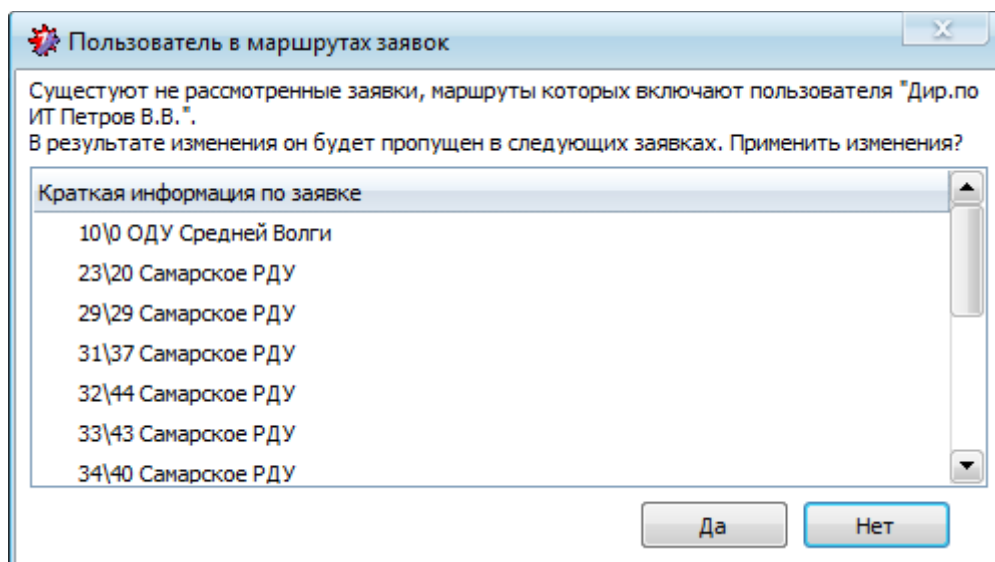 Пользователь в маршрутах заявок
Сущестуют не рассмотренные заявки, маршруты которых включают пользователя "Дир.по
ИТ Петров В.В.".
В результате изменения он будет пропущен в следующих заявках. Применить изменения?
Краткая информация по заявке
10\0 ОДУ Средней Волги
23\20 Самарское РДУ
29\29 Самарское РДУ
31\37 Самарское РДУ
32\44 Самарское РДУ
33\43 Самарское РДУ
34\40 Самарское РДУ
Да Нет